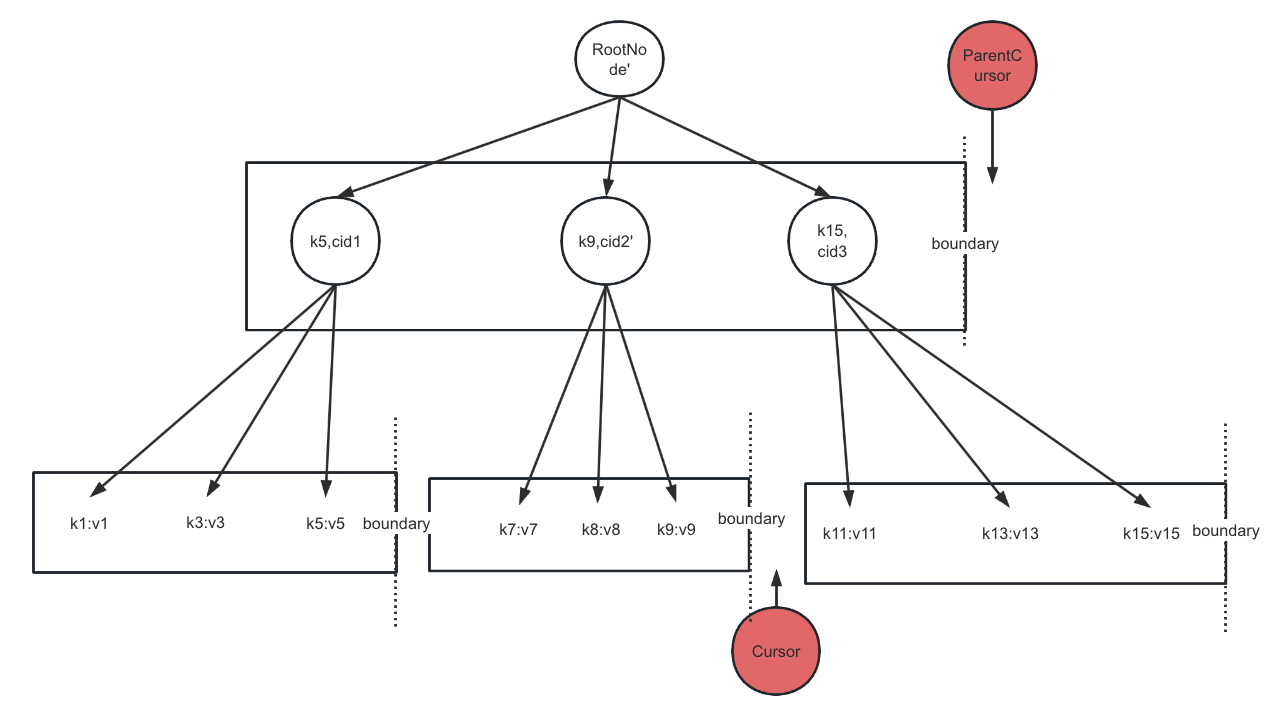 RootNo
de'
ParentC
ursor
k5,cid1
k9,cid2'
k15,
cid3
boundary
k1:v1
k3:v3
k5:v5
boundary
k7:v7
k8:v8
k9:v9
boundary
k11:v11
k13:v13
k15:v15
boundary
Cursor